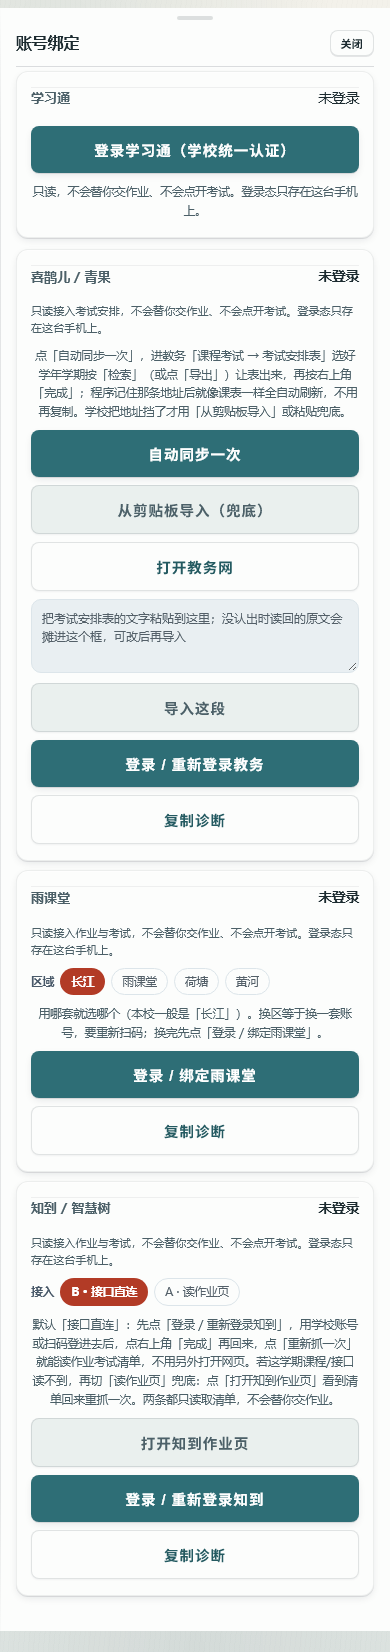 账号绑定
关闭
学习通
未登录
登录学习通（学校统一认证）
只读，不会替你交作业、不会点开考试。登录态只存在这台手机
上。
喜鹊儿 / 青果
未登录
只读接入考试安排，不会替你交作业、不会点开考试。登录态只存
在这台手机上。
点「自动同步一次」，进教务「课程考试 → 考试安排表」选好
学年学期按「检索」（或点「导出」）让表出来，再按右上角
「完成」；程序记住那条地址后就像课表一样全自动刷新，不用
再复制。学校把地址挡了才用「从剪贴板导入」或粘贴兜底。
自动同步一次
从剪贴板导入（兜底）
打开教务网
把考试安排表的文字粘贴到这里；没认出时读回的原文会
摊进这个框，可改后再导入
导入这段
登录 / 重新登录教务
复制诊断
雨课堂
未登录
只读接入作业与考试，不会替你交作业、不会点开考试。登录态只
存在这台手机上。
区域 长江 雨课堂 荷塘 黄河
用哪套就选哪个（本校一般是「长江」）。换区等于换一套账
号，要重新扫码；换完先点「登录 / 绑定雨课堂」。
登录 / 绑定雨课堂
复制诊断
知到 / 智慧树
未登录
只读接入作业与考试，不会替你交作业、不会点开考试。登录态只
存在这台手机上。
接入 B · 接口直连 A · 读作业页
默认「接口直连」：先点「登录 / 重新登录知到」，用学校账号
或扫码登进去后，点右上角「完成」再回来，点「重新抓一次」
就能读作业考试清单，不用另外打开网页。若这学期课程/接口
读不到，再切「读作业页」兜底：点「打开知到作业页」看到清
单回来重抓一次。两条都只读取清单，不会替你交作业。
打开知到作业页
登录 / 重新登录知到
复制诊断